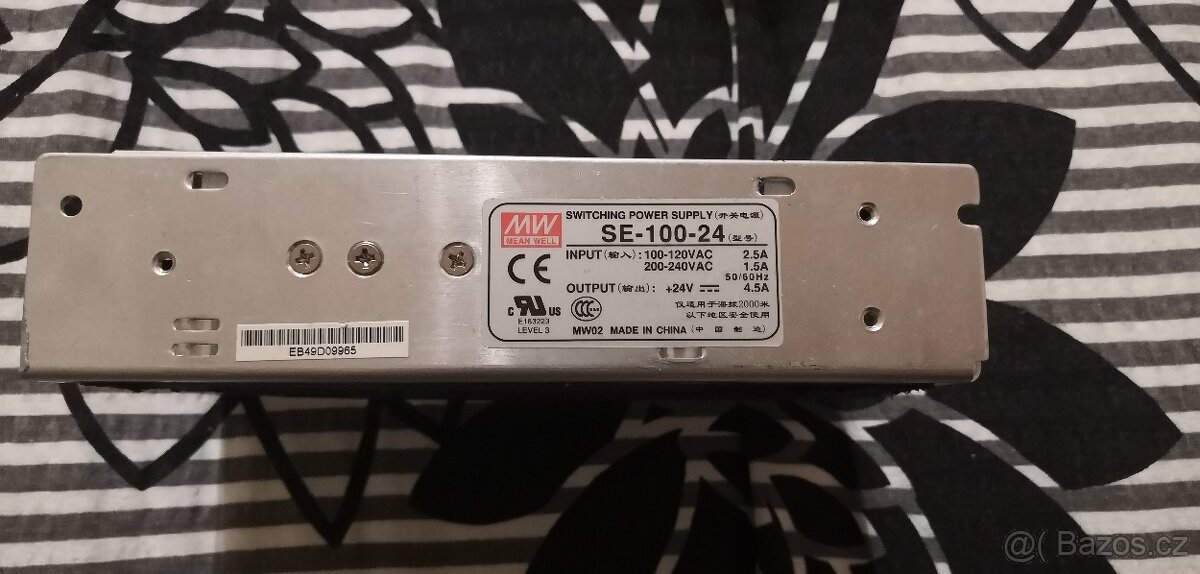 MW
MEAN WELL
SWITCHING POWER SUPPLY (开关电源)
SE-100-24 (型号)
INPUT (输入): 100-120VAC 2.5A
200-240VAC 1.5A
50/60Hz
OUTPUT (输出): +24V 4.5A
CE
c RU US
E183223
LEVEL 3
CCC
仅适用于海拔2000米
以下地区安全使用
MW02 MADE IN CHINA (中国制造)
EB49D09965
@( Bazos.cz